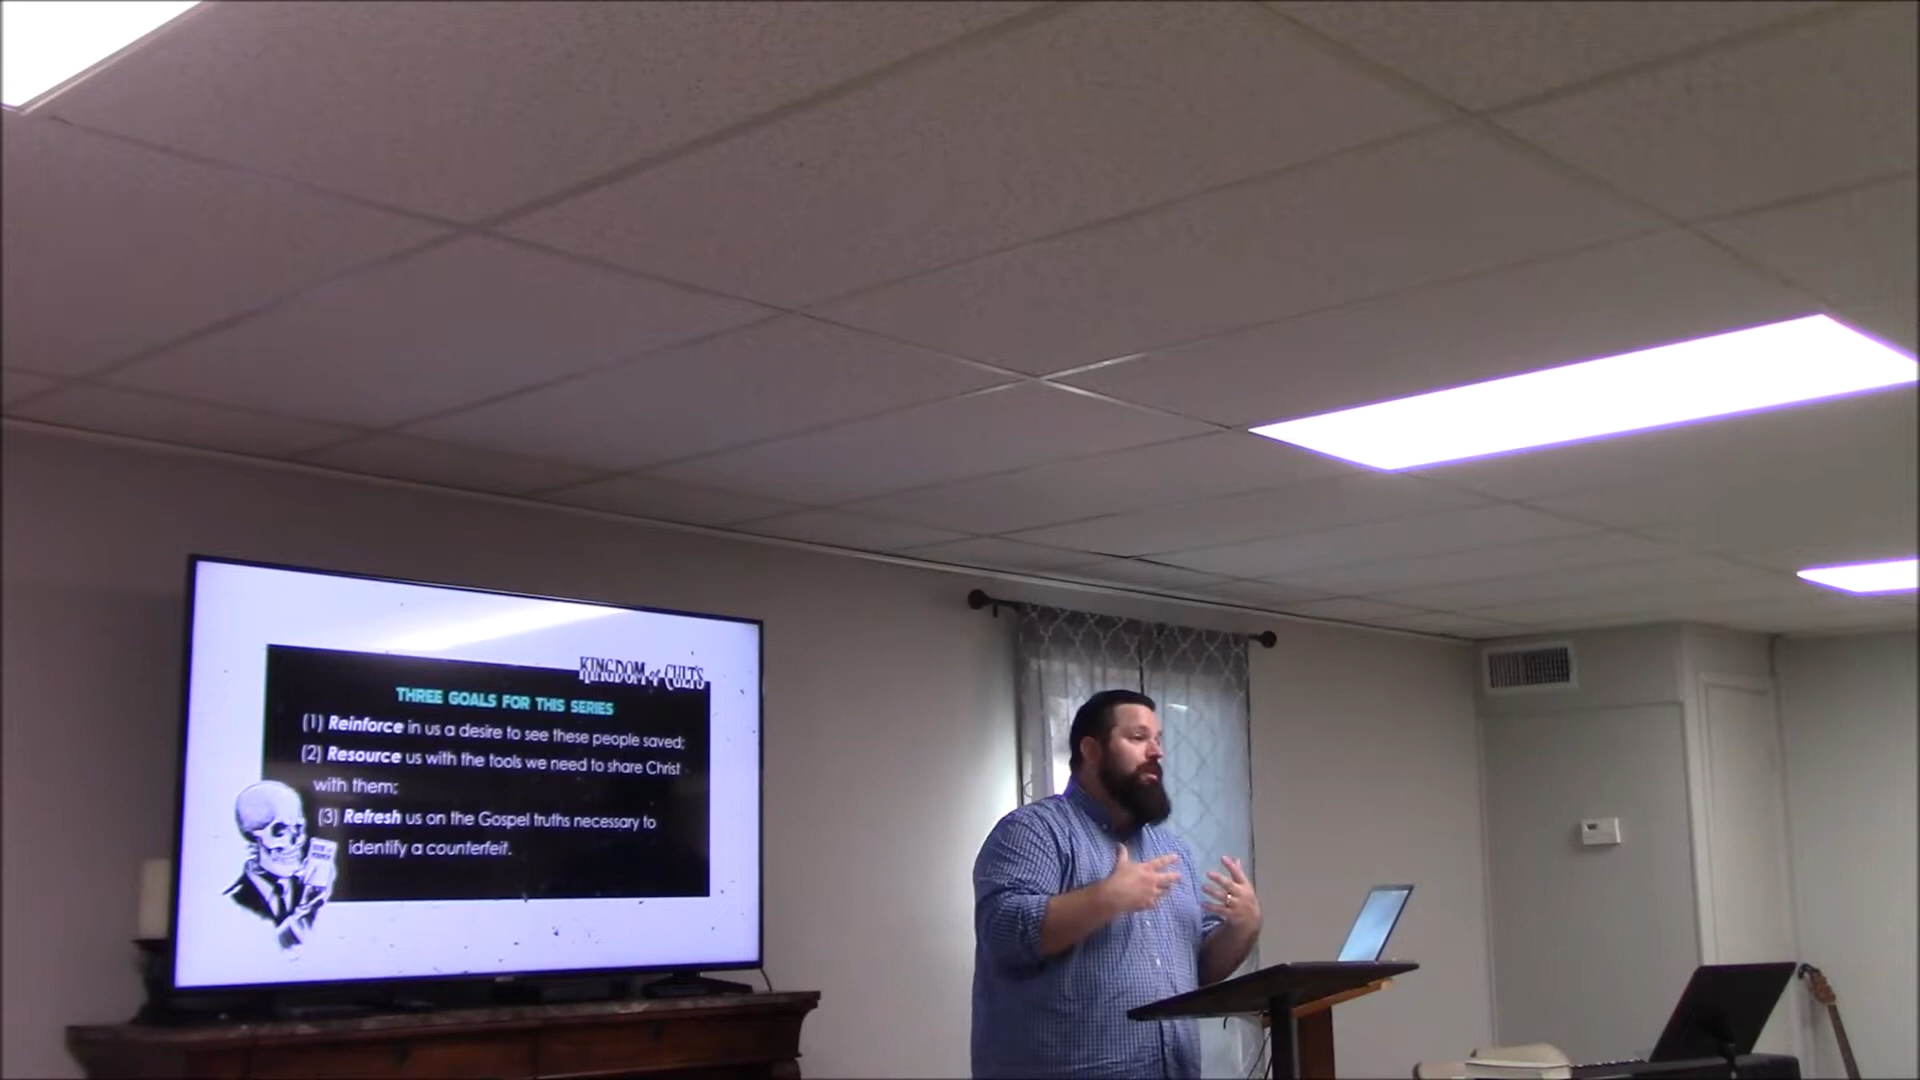 KINGDOM of CULTS
THREE GOALS FOR THIS SERIES
(1) Reinforce in us a desire to see these people saved;
(2) Resource us with the tools we need to share Christ
with them;
(3) Refresh us on the Gospel truths necessary to
identify a counterfeit.